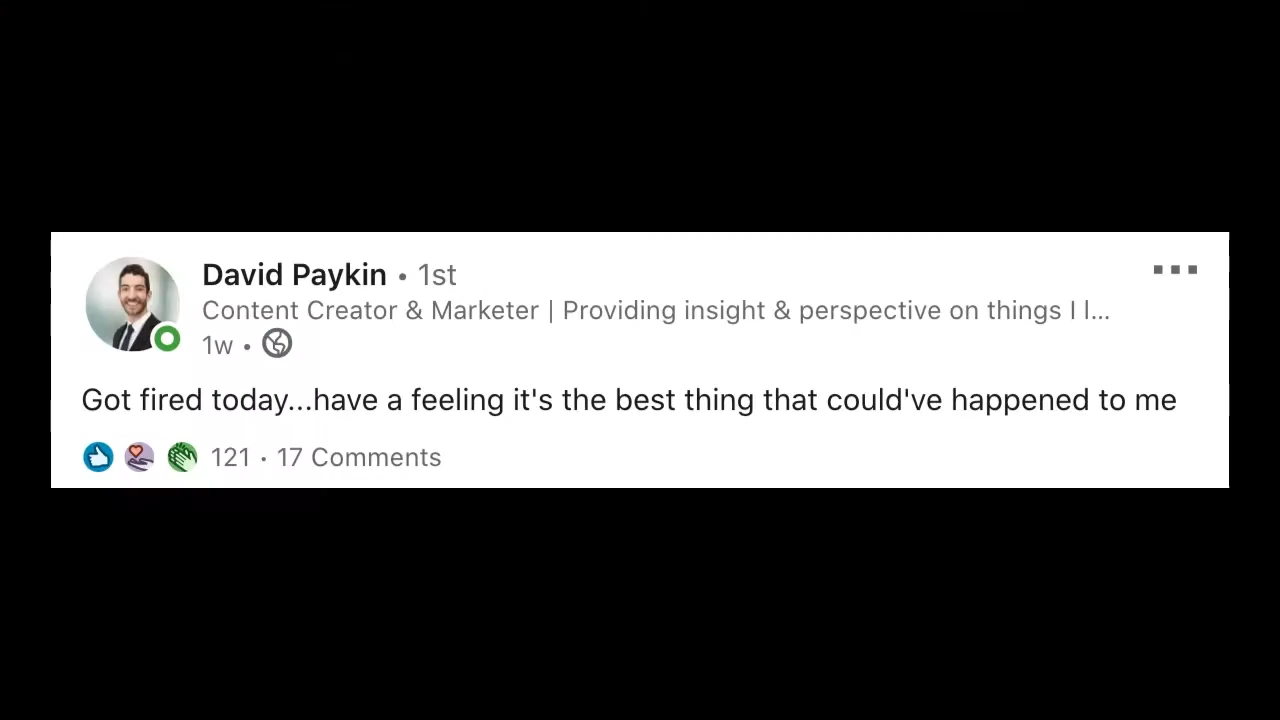 David Paykin • 1st
Content Creator & Marketer | Providing insight & perspective on things I l...
1w •
Got fired today...have a feeling it's the best thing that could've happened to me
121 · 17 Comments